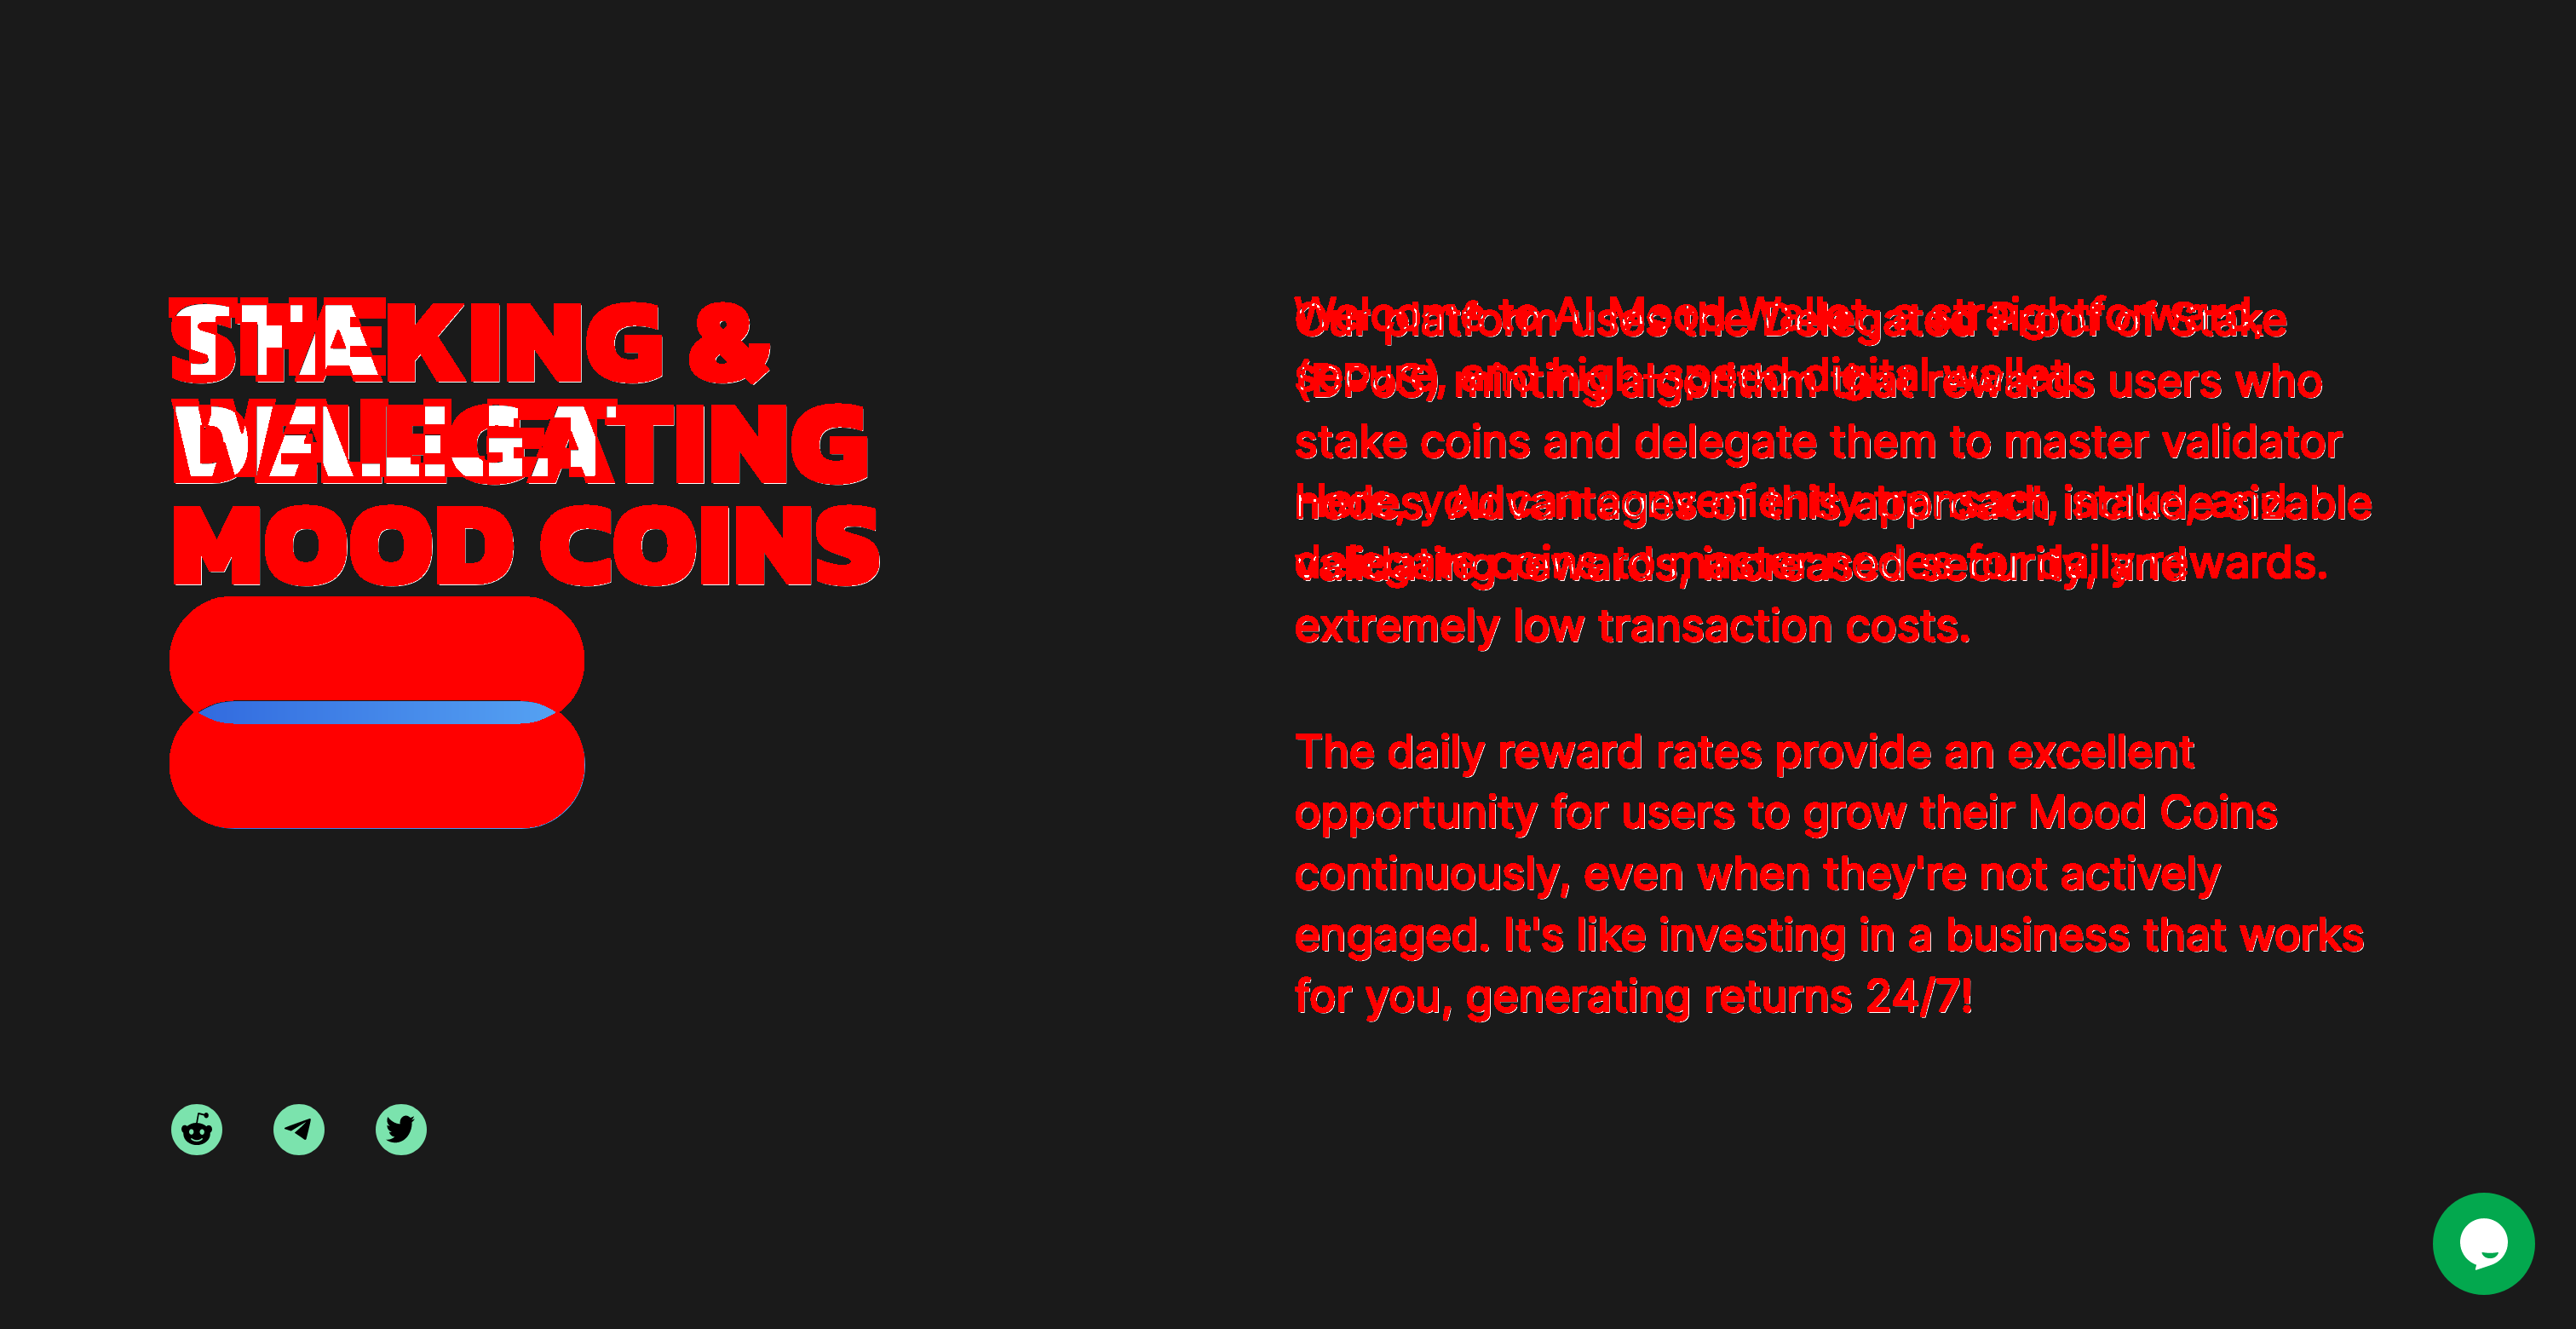 THE
WALLET
STAKING &
DELEGATING
MOOD COINS
Welcome to AI Mood Wallet, a straightforward,
secure, and high-speed digital wallet.
Here, you can conveniently transact, stake, and
delegate coins to master nodes for daily rewards.
Our platform uses the Delegated Proof of Stake
(DPoS) minting algorithm that rewards users who
stake coins and delegate them to master validator
nodes. Advantages of this approach include sizable
validating rewards, increased security, and
extremely low transaction costs.
The daily reward rates provide an excellent
opportunity for users to grow their Mood Coins
continuously, even when they're not actively
engaged. It's like investing in a business that works
for you, generating returns 24/7!